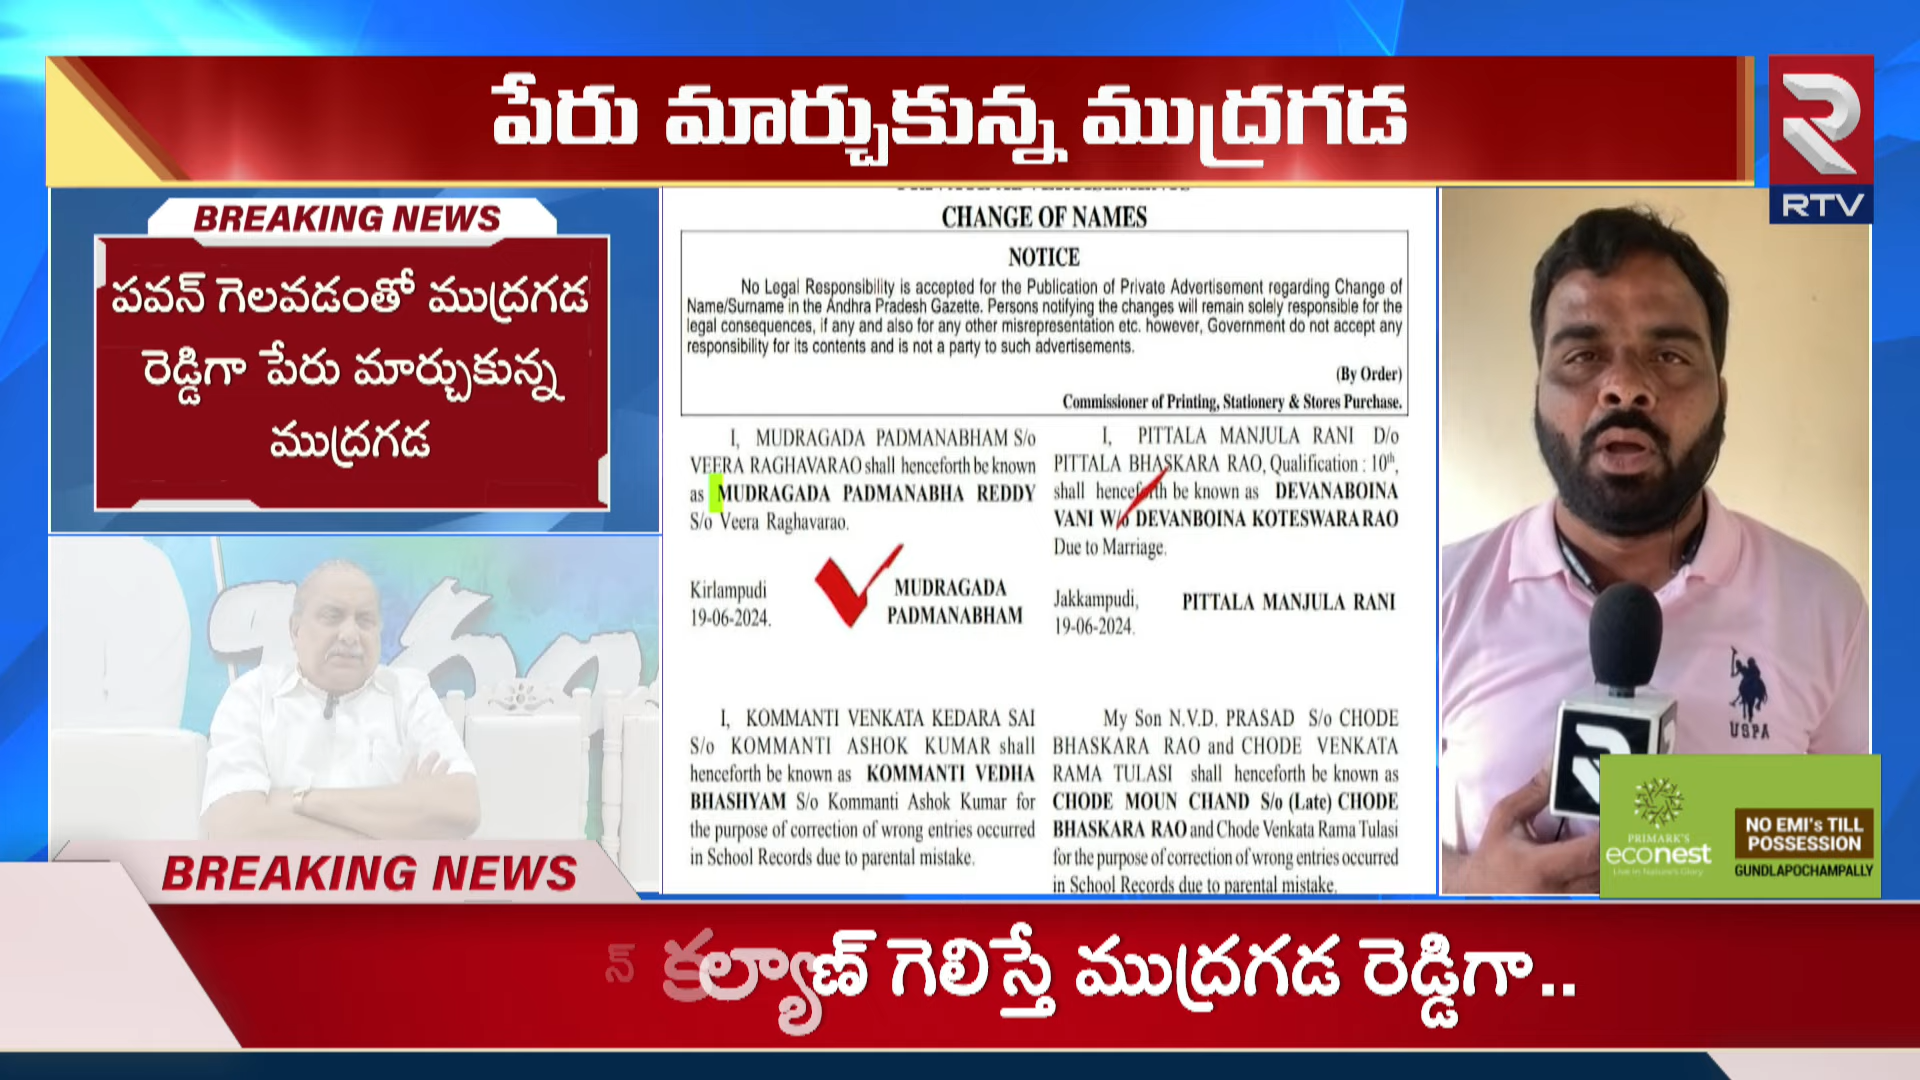 పేరు మార్చుకున్న ముద్రగడ
RTV
BREAKING NEWS
పవన్ గెలవడంతో ముద్రగడ
రెడ్డిగా పేరు మార్చుకున్న
ముద్రగడ
CHANGE OF NAMES
NOTICE
No Legal Responsibility is accepted for the Publication of Private Advertisement regarding Change of
Name/Surname in the Andhra Pradesh Gazette. Persons notifying the changes will remain solely responsible for the
legal consequences, if any and also for any other misrepresentation etc. however, Government do not accept any
responsibility for its contents and is not a party to such advertisements.
(By Order)
Commissioner of Printing, Stationery & Stores Purchase.
I, MUDRAGADA PADMANABHAM S/o
VEERA RAGHAVARAO shall henceforth be known
as MUDRAGADA PADMANABHA REDDY
S/o Veera Raghavarao.
Kirlampudi
19-06-2024.
MUDRAGADA
PADMANABHAM
I, PITTALA MANJULA RANI D/o
PITTALA BHASKARA RAO, Qualification : 10th,
shall henceforth be known as DEVANABOINA
VANI W/o DEVANBOINA KOTESWARA RAO
Due to Marriage.
Jakkampudi,
19-06-2024.
PITTALA MANJULA RANI
I, KOMMANTI VENKATA KEDARA SAI
S/o KOMMANTI ASHOK KUMAR shall
henceforth be known as KOMMANTI VEDHA
BHASHYAM S/o Kommanti Ashok Kumar for
the purpose of correction of wrong entries occurred
in School Records due to parental mistake.
My Son N.V.D. PRASAD S/o CHODE
BHASKARA RAO and CHODE VENKATA
RAMA TULASI shall henceforth be known as
CHODE MOUN CHAND S/o (Late) CHODE
BHASKARA RAO and Chode Venkata Rama Tulasi
for the purpose of correction of wrong entries occurred
in School Records due to parental mistake.
USPA
PRIMARK'S
econest
Live in Nature's Glory
NO EMI's TILL
POSSESSION
GUNDLAPOCHAMPALLY
BREAKING NEWS
న్ కల్యాణ్ గెలిస్తే ముద్రగడ రెడ్డిగా..